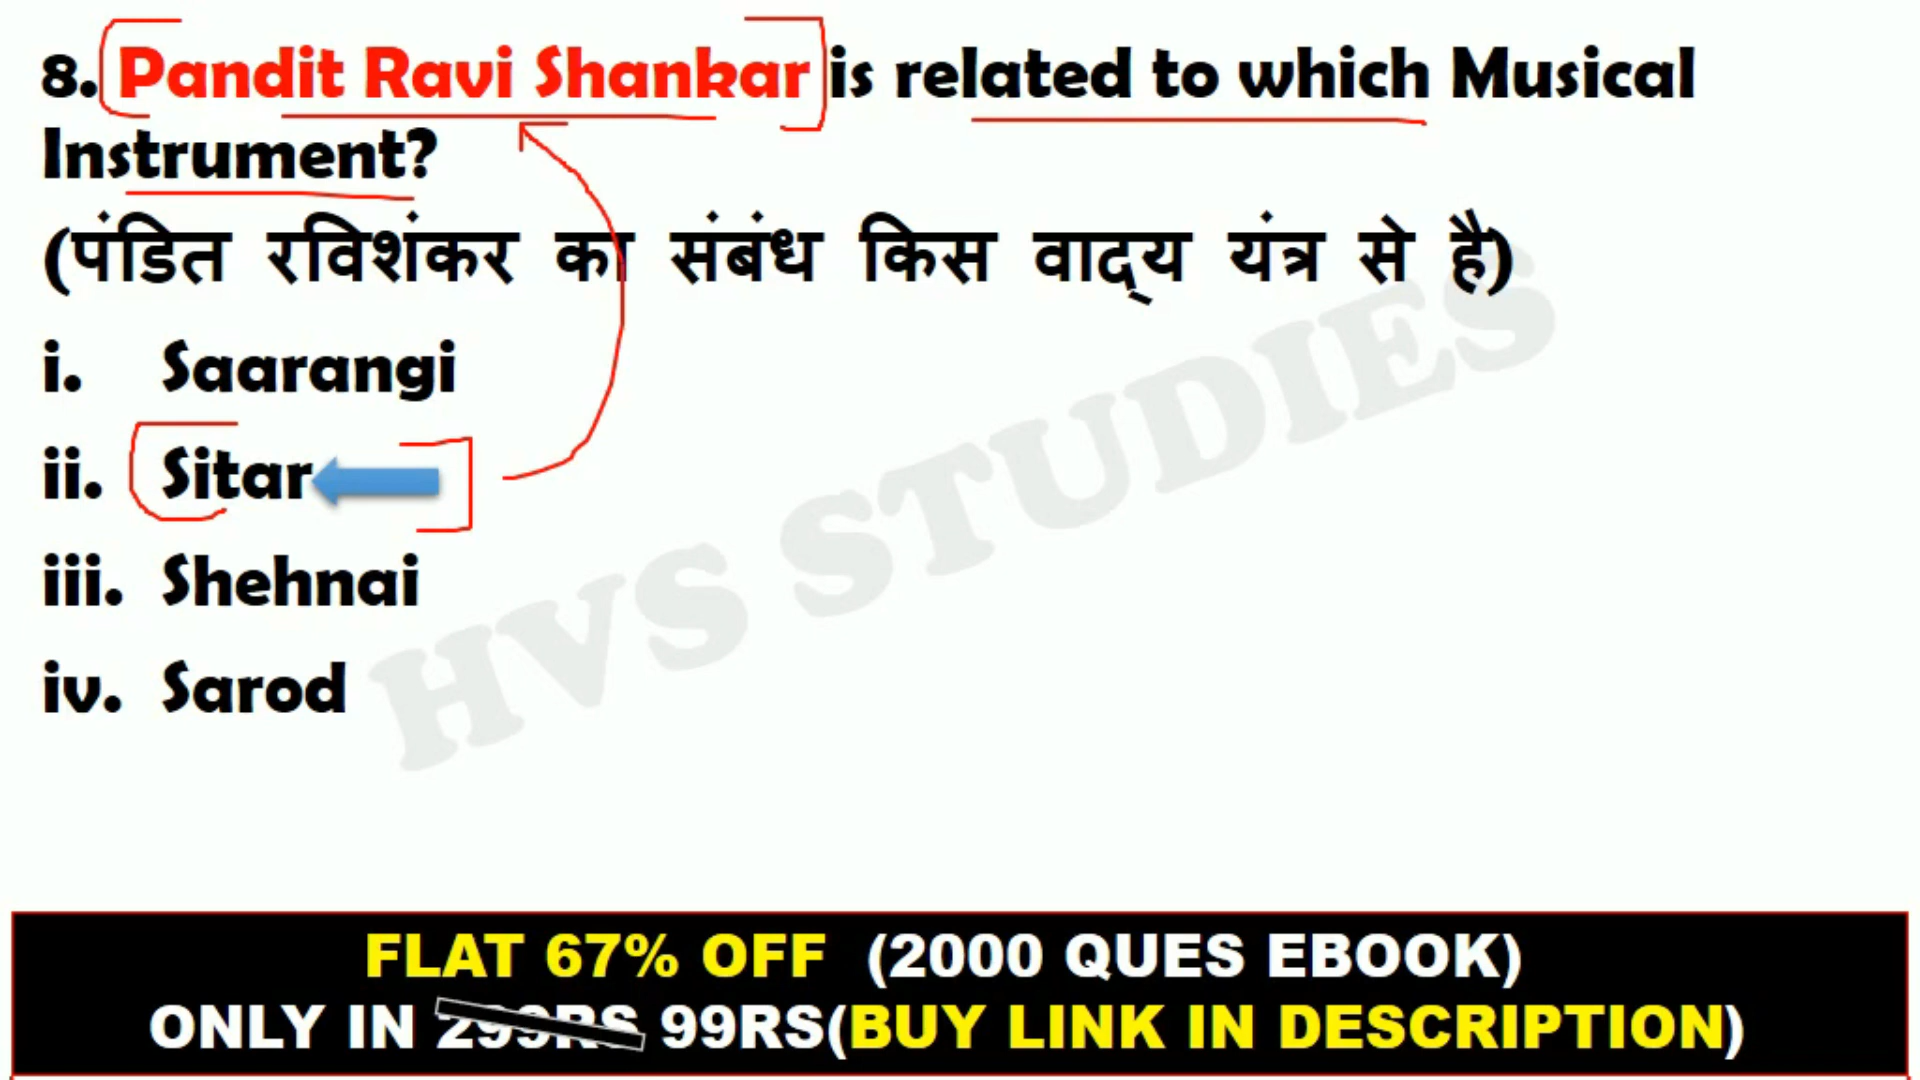 8. Pandit Ravi Shankar is related to which Musical
Instrument?
(पंडित रविशंकर का संबंध किस वाद्य यंत्र से है)
i. Saarangi
ii. Sitar
iii. Shehnai
iv. Sarod
HVS STUDIES
FLAT 67% OFF (2000 QUES EBOOK)
ONLY IN 299RS 99RS(BUY LINK IN DESCRIPTION)